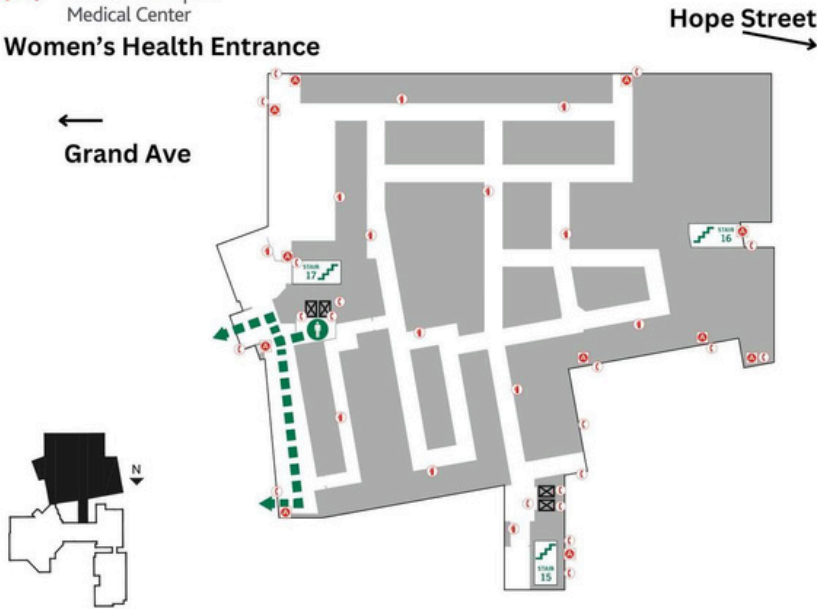 Medical Center
Hope Street
Women's Health Entrance
Grand Ave
STAIR
16
STAIR
17
N
STAIR
15